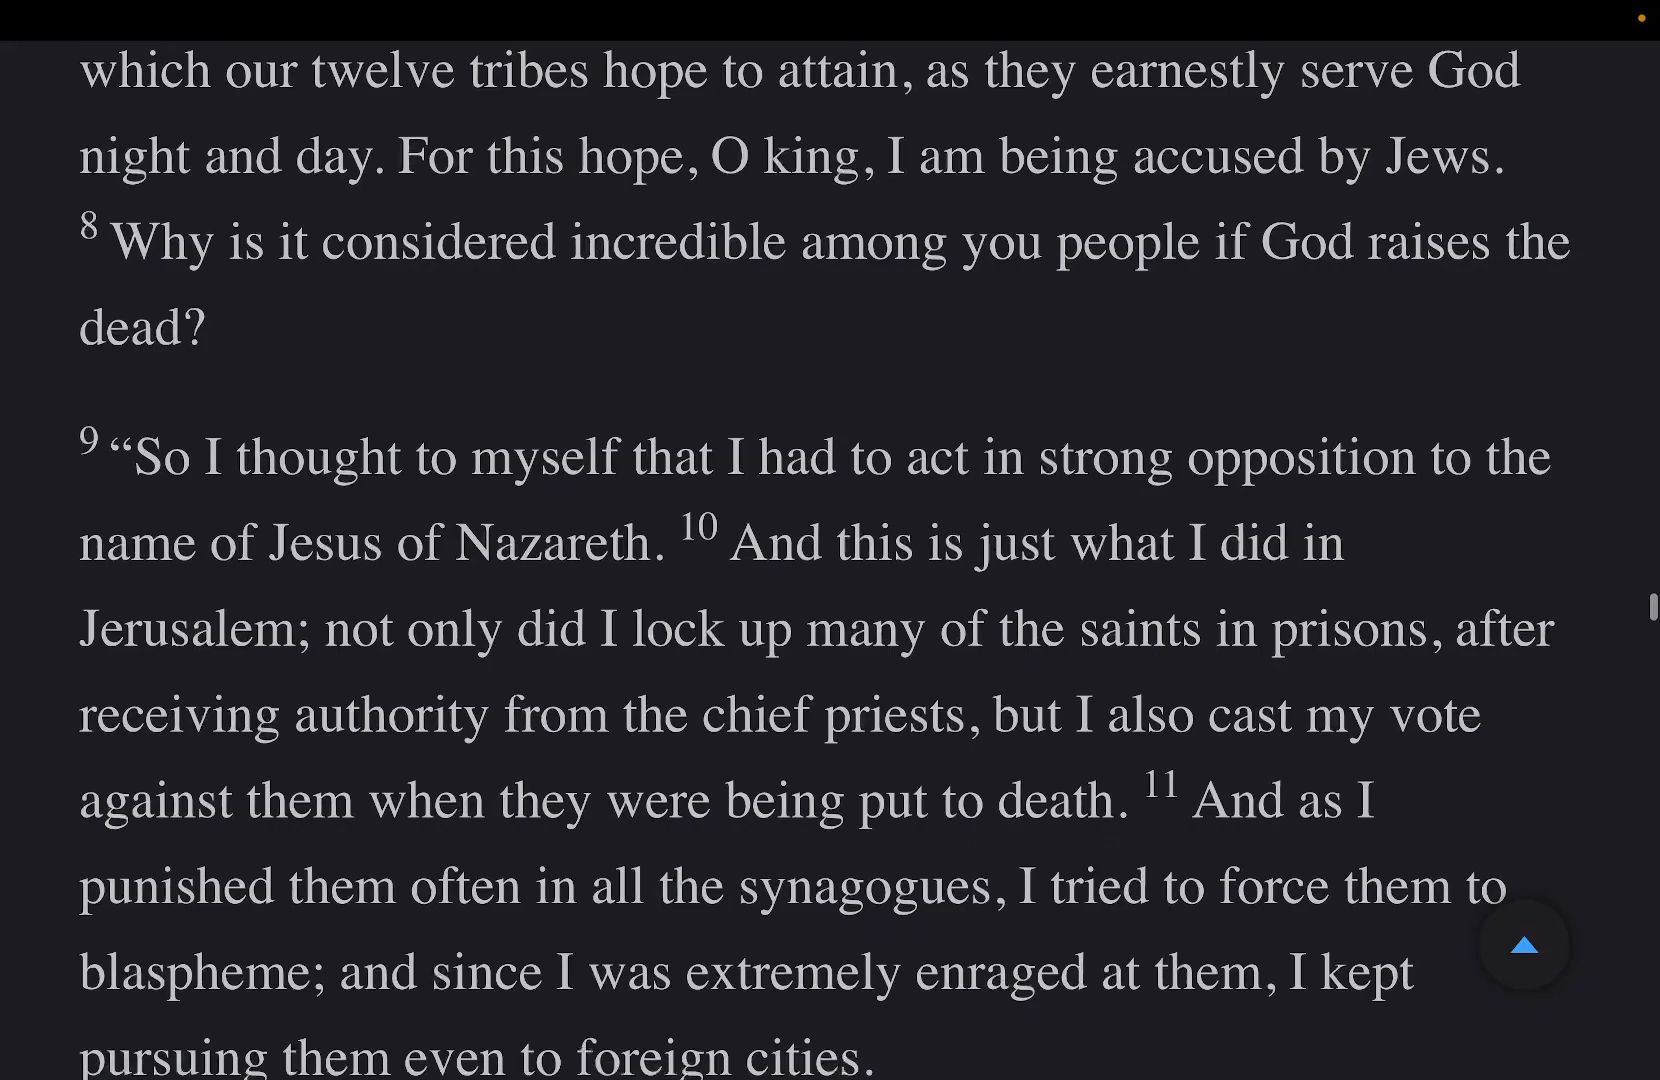 which our twelve tribes hope to attain, as they earnestly serve God
night and day. For this hope, O king, I am being accused by Jews.
8 Why is it considered incredible among you people if God raises the
dead?
9 “So I thought to myself that I had to act in strong opposition to the
name of Jesus of Nazareth. 10 And this is just what I did in
Jerusalem; not only did I lock up many of the saints in prisons, after
receiving authority from the chief priests, but I also cast my vote
against them when they were being put to death. 11 And as I
punished them often in all the synagogues, I tried to force them to
blaspheme; and since I was extremely enraged at them, I kept
pursuing them even to foreign cities.